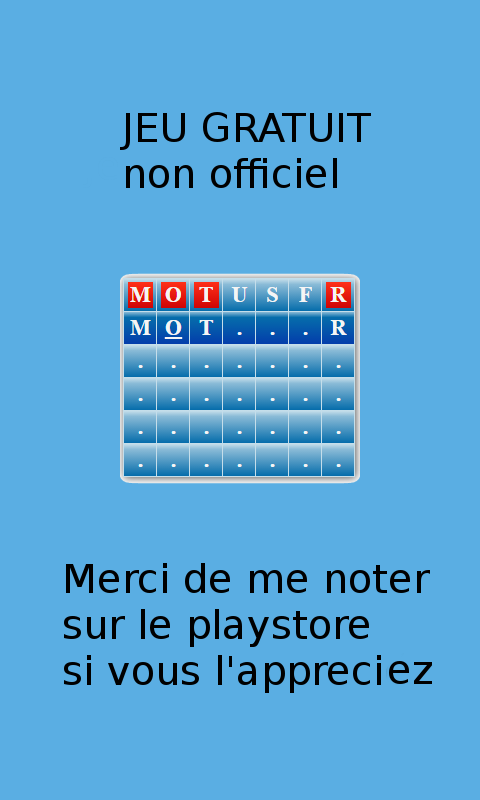 JEU GRATUIT
non officiel
M O T U S F R
M O T . . . R
. . . . . . .
. . . . . . .
. . . . . . .
. . . . . . .
Merci de me noter
sur le playstore
si vous l'appreciez